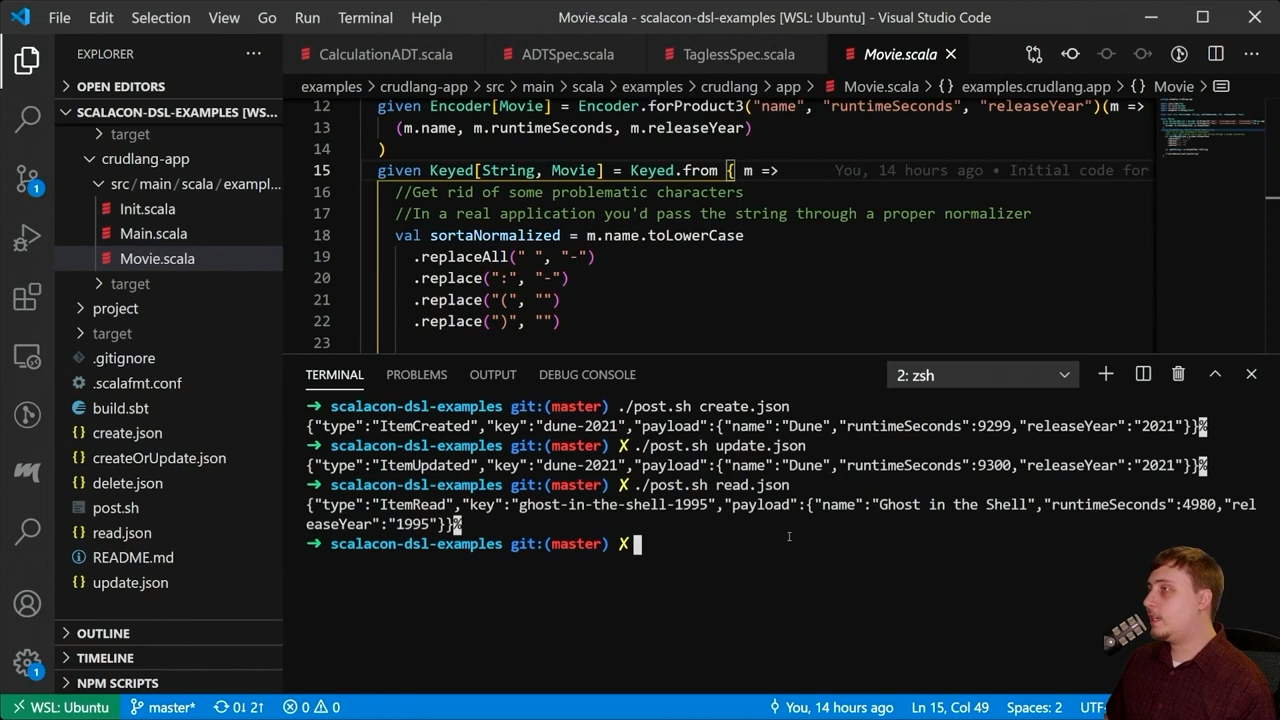 File Edit Selection View Go Run Terminal Help
Movie.scala - scalacon-dsl-examples [WSL: Ubuntu] - Visual Studio Code
EXPLORER
OPEN EDITORS
SCALACON-DSL-EXAMPLES [WS...
target
crudlang-app
src/main/scala/exampl...
Init.scala
Main.scala
Movie.scala
target
project
target
.gitignore
.scalafmt.conf
build.sbt
create.json
createOrUpdate.json
delete.json
post.sh
read.json
README.md
update.json
OUTLINE
TIMELINE
NPM SCRIPTS
1
1
CalculationADT.scala ADTSpec.scala TaglessSpec.scala Movie.scala
examples > crudlang-app > src > main > scala > examples > crudlang > app > Movie.scala > {} examples.crudlang.app > Movie
12 given Encoder[Movie] = Encoder.forProduct3("name", "runtimeSeconds", "releaseYear")(m =>
13 (m.name, m.runtimeSeconds, m.releaseYear)
14 )
15 given Keyed[String, Movie] = Keyed.from { m => You, 14 hours ago • Initial code for
16 //Get rid of some problematic characters
17 //In a real application you'd pass the string through a proper normalizer
18 val sortaNormalized = m.name.toLowerCase
19 .replaceAll(" ", "-")
20 .replace(":", "-")
21 .replace("(", "")
22 .replace(")", "")
23
TERMINAL PROBLEMS OUTPUT DEBUG CONSOLE 2: zsh
➜ scalacon-dsl-examples git:(master) ./post.sh create.json
{"type":"ItemCreated","key":"dune-2021","payload":{"name":"Dune","runtimeSeconds":9299,"releaseYear":"2021"}}%
➜ scalacon-dsl-examples git:(master) ✗ ./post.sh update.json
{"type":"ItemUpdated","key":"dune-2021","payload":{"name":"Dune","runtimeSeconds":9300,"releaseYear":"2021"}}%
➜ scalacon-dsl-examples git:(master) ✗ ./post.sh read.json
{"type":"ItemRead","key":"ghost-in-the-shell-1995","payload":{"name":"Ghost in the Shell","runtimeSeconds":4980,"rel
easeYear":"1995"}}%
➜ scalacon-dsl-examples git:(master) ✗
WSL: Ubuntu master* 0↓ 2↑ 0 0 You, 14 hours ago Ln 15, Col 49 Spaces: 2 UTF-